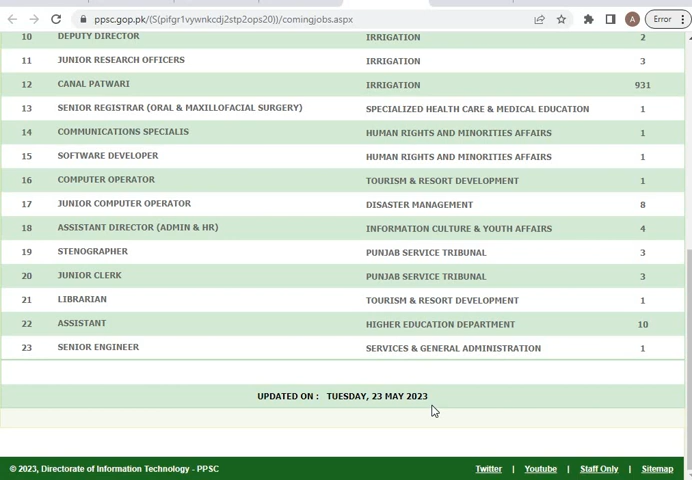 ppsc.gop.pk/(S(pifgr1vywnkcdj2stp2ops20))/comingjobs.aspx
A
Error
10 DEPUTY DIRECTOR IRRIGATION 2
11 JUNIOR RESEARCH OFFICERS IRRIGATION 3
12 CANAL PATWARI IRRIGATION 931
13 SENIOR REGISTRAR (ORAL & MAXILLOFACIAL SURGERY) SPECIALIZED HEALTH CARE & MEDICAL EDUCATION 1
14 COMMUNICATIONS SPECIALIS HUMAN RIGHTS AND MINORITIES AFFAIRS 1
15 SOFTWARE DEVELOPER HUMAN RIGHTS AND MINORITIES AFFAIRS 1
16 COMPUTER OPERATOR TOURISM & RESORT DEVELOPMENT 1
17 JUNIOR COMPUTER OPERATOR DISASTER MANAGEMENT 8
18 ASSISTANT DIRECTOR (ADMIN & HR) INFORMATION CULTURE & YOUTH AFFAIRS 4
19 STENOGRAPHER PUNJAB SERVICE TRIBUNAL 3
20 JUNIOR CLERK PUNJAB SERVICE TRIBUNAL 3
21 LIBRARIAN TOURISM & RESORT DEVELOPMENT 1
22 ASSISTANT HIGHER EDUCATION DEPARTMENT 10
23 SENIOR ENGINEER SERVICES & GENERAL ADMINISTRATION 1
UPDATED ON : TUESDAY, 23 MAY 2023
© 2023, Directorate of Information Technology - PPSC Twitter | Youtube | Staff Only | Sitemap